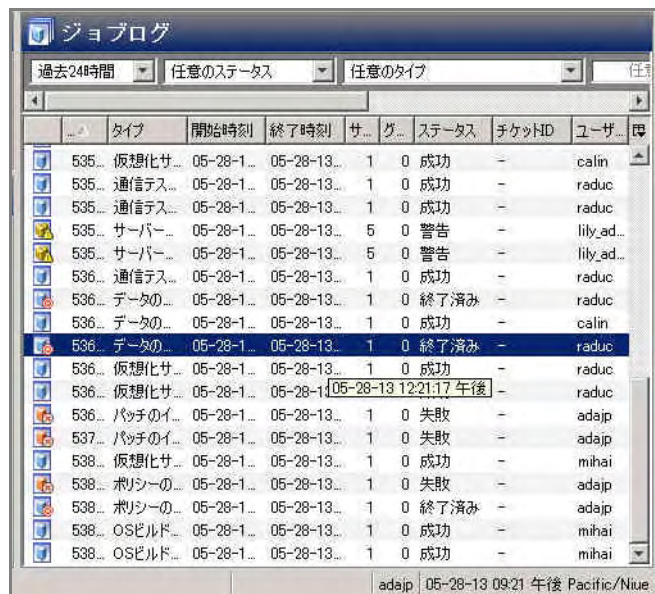 ジョブログ
過去24時間 任意のステータス 任意のタイプ
... タイプ 開始時刻 終了時刻 サ... グ... ステータス チケットID ユーザ...
535... 仮想化サ... 05-28-1... 05-28-13... 1 0 成功 - calin
535... 通信テス... 05-28-1... 05-28-13... 1 0 成功 - raduc
535... 通信テス... 05-28-1... 05-28-13... 1 0 成功 - raduc
535... サーバー... 05-28-1... 05-28-13... 5 0 警告 - lily_ad...
535... サーバー... 05-28-1... 05-28-13... 5 0 警告 - lily_ad...
536... 通信テス... 05-28-1... 05-28-13... 1 0 成功 - raduc
536... データの... 05-28-1... 05-28-13... 1 0 終了済み - raduc
536... データの... 05-28-1... 05-28-13... 1 0 成功 - calin
536... データの... 05-28-1... 05-28-13... 1 0 終了済み - raduc
536... 仮想化サ... 05-28-1... 05-28-13... 1 0 成功 - raduc
536... 仮想化サ... 05-28-1 05-28-13 12:21:17 午後 - raduc
536... パッチのイ... 05-28-1... 05-28-13... 1 0 失敗 - adajp
537... パッチのイ... 05-28-1... 05-28-13... 1 0 失敗 - adajp
538... 仮想化サ... 05-28-1... 05-28-13... 1 0 成功 - mihai
538... ポリシーの... 05-28-1... 05-28-13... 1 0 失敗 - adajp
538... ポリシーの... 05-28-1... 05-28-13... 1 0 終了済み - adajp
538... OSビルド... 05-28-1... 05-28-13... 1 0 成功 - mihai
538... OSビルド... 05-28-1... 05-28-13... 1 0 成功 - mihai
adajp 05-28-13 09:21 午後 Pacific/Niue